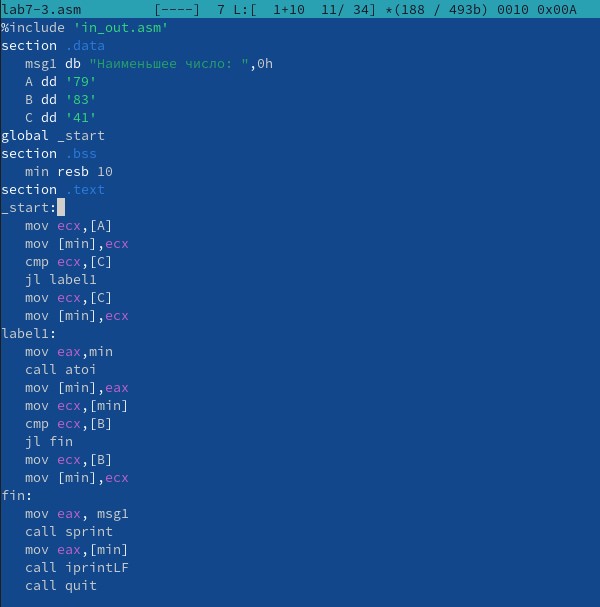 lab7-3.asm [----] 7 L:[ 1+10 11/ 34] *(188 / 493b) 0010 0x00A
%include 'in_out.asm'
section .data
msg1 db "Наименьшее число: ",0h
A dd '79'
B dd '83'
C dd '41'
global _start
section .bss
min resb 10
section .text
_start:
mov ecx,[A]
mov [min],ecx
cmp ecx,[C]
jl label1
mov ecx,[C]
mov [min],ecx
label1:
mov eax,min
call atoi
mov [min],eax
mov ecx,[min]
cmp ecx,[B]
jl fin
mov ecx,[B]
mov [min],ecx
fin:
mov eax, msg1
call sprint
mov eax,[min]
call iprintLF
call quit